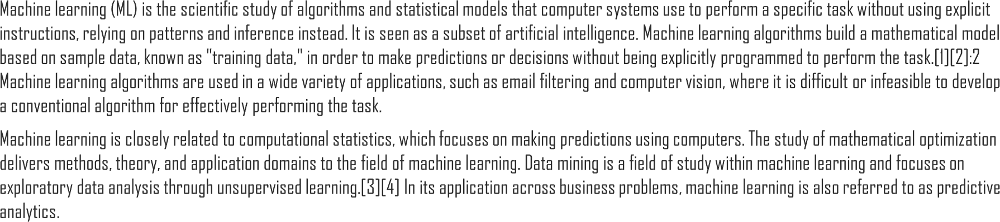 Machine learning (ML) is the scientific study of algorithms and statistical models that computer systems use to perform a specific task without using explicit
instructions, relying on patterns and inference instead. It is seen as a subset of artificial intelligence. Machine learning algorithms build a mathematical model
based on sample data, known as "training data," in order to make predictions or decisions without being explicitly programmed to perform the task.[1][2]:2
Machine learning algorithms are used in a wide variety of applications, such as email filtering and computer vision, where it is difficult or infeasible to develop
a conventional algorithm for effectively performing the task.
Machine learning is closely related to computational statistics, which focuses on making predictions using computers. The study of mathematical optimization
delivers methods, theory, and application domains to the field of machine learning. Data mining is a field of study within machine learning and focuses on
exploratory data analysis through unsupervised learning.[3][4] In its application across business problems, machine learning is also referred to as predictive
analytics.